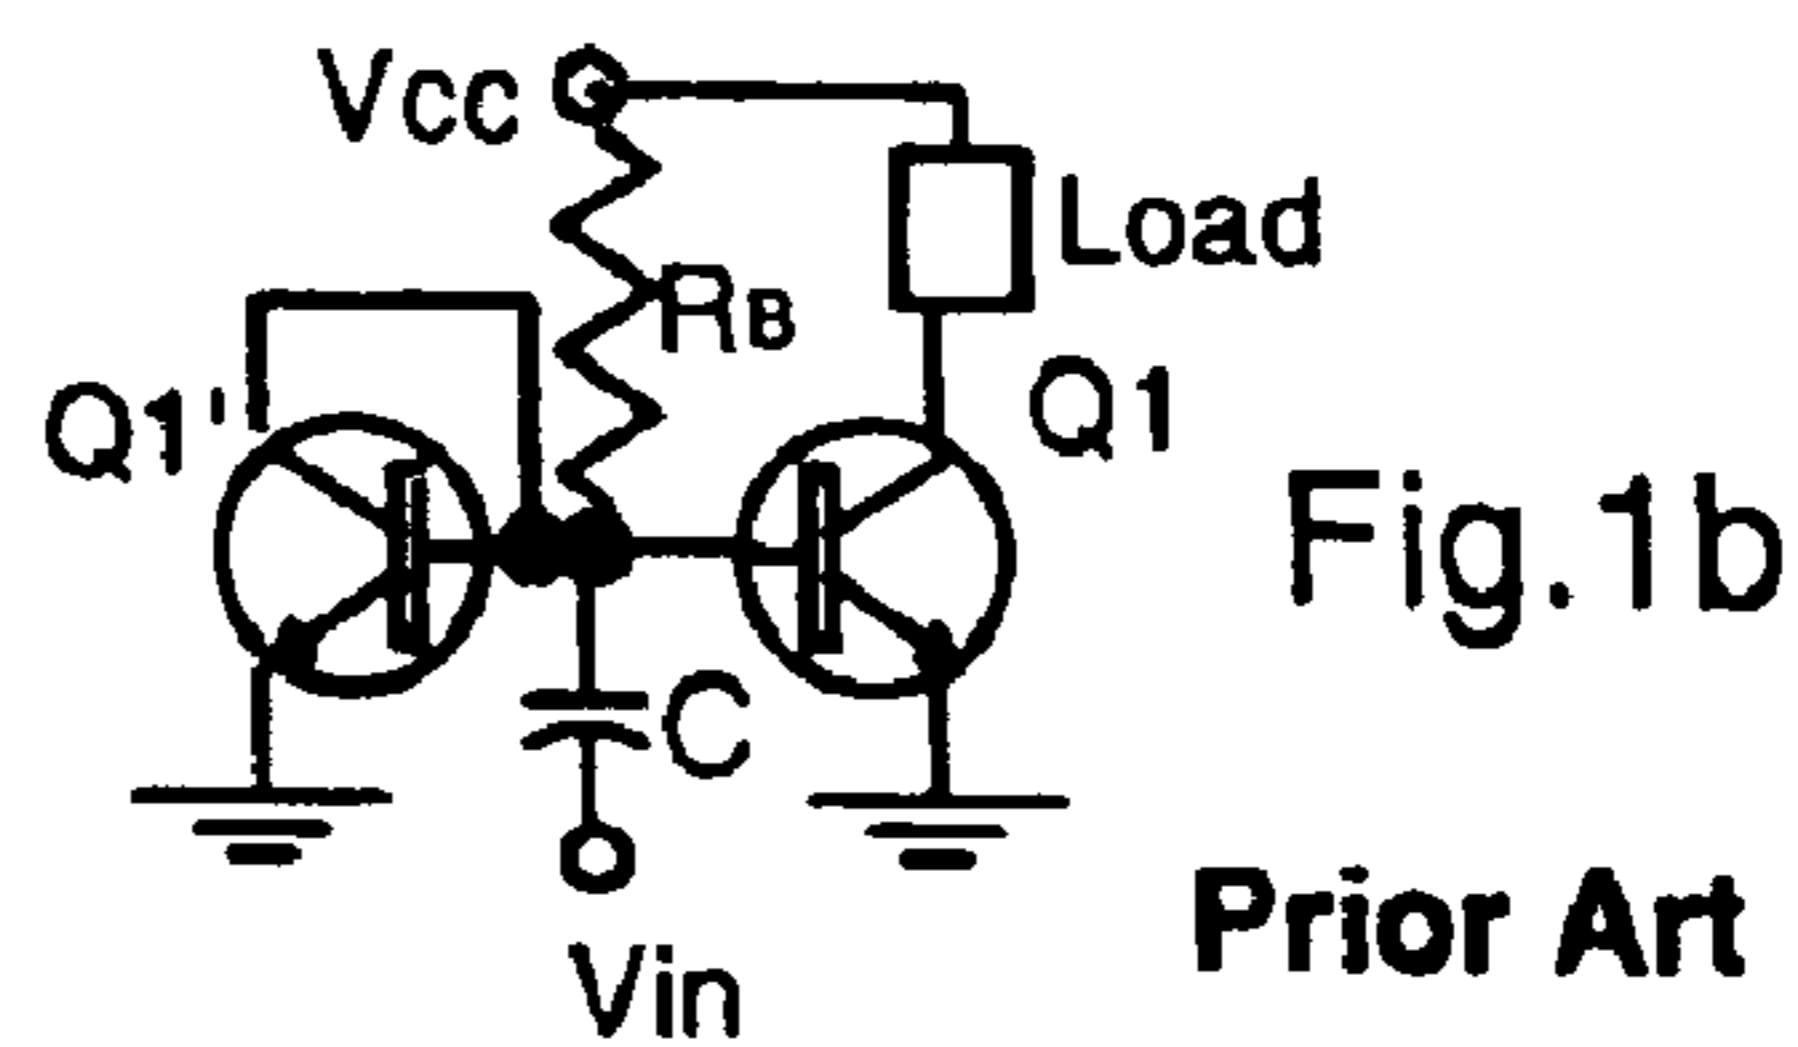 Vcc
Load
RB
Q1'
Q1
Fig.1b
C
Vin
Prior Art